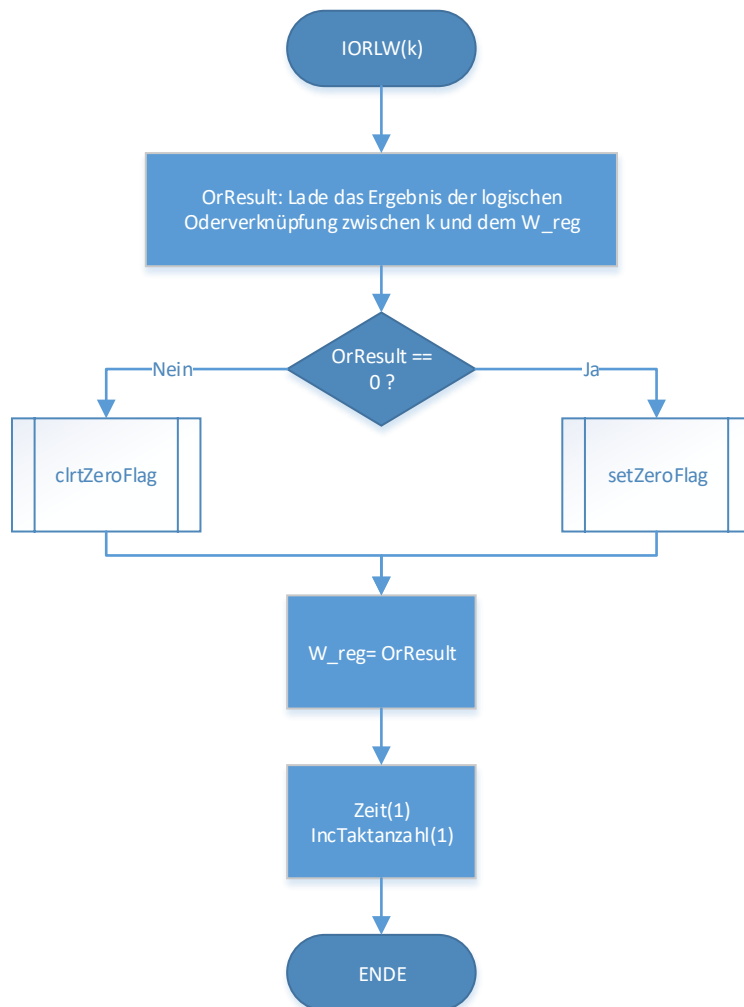 IORLW(k)
OrResult: Lade das Ergebnis der logischen
Oderverknüpfung zwischen k und dem W_reg
OrResult ==
0 ?
Nein
Ja
clrtZeroFlag
setZeroFlag
W_reg= OrResult
Zeit(1)
IncTaktanzahl(1)
ENDE